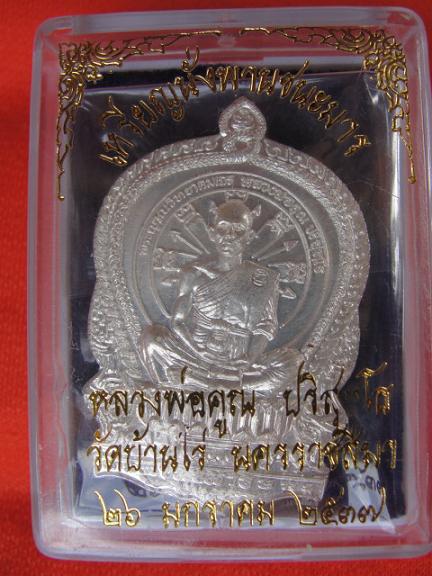 เหรียญนั่งพานชนะมาร
หลวงพ่อคูณ ปริสุทโธ
วัดบ้านไร่ นครราชสีมา
๒๖ มกราคม ๒๕๓๗